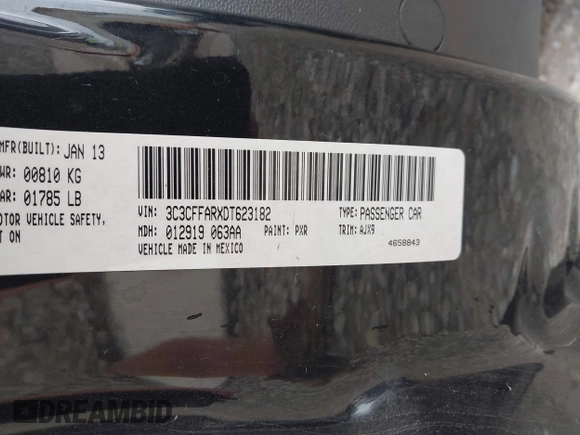 MFR(BUILT): JAN 13
WR: 00810 KG
AR: 01785 LB
OTOR VEHICLE SAFETY,
T ON
VIN: 3C3CFFARXDT623182
TYPE: PASSENGER CAR
MDH: 012919 063AA
PAINT: PXR
TRIM: AJX9
VEHICLE MADE IN MEXICO
4658843
DREAMBID